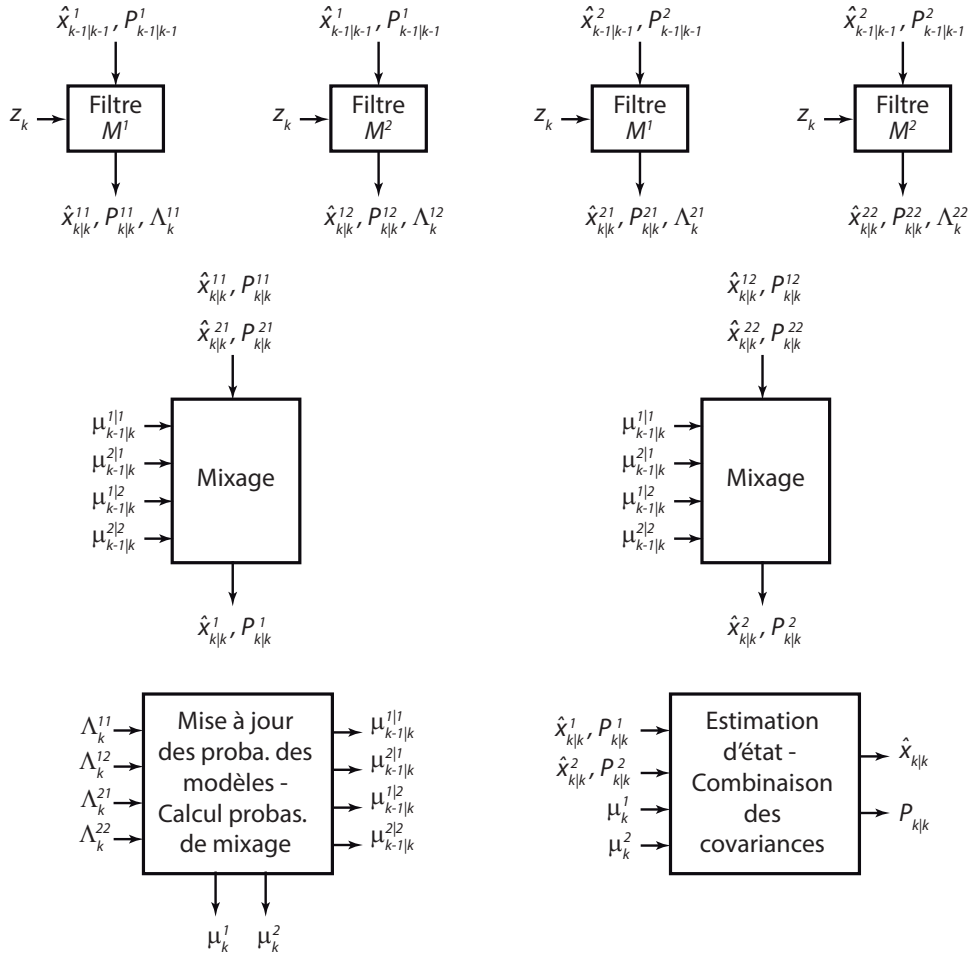 x̂¹ₖ₋₁|ₖ₋₁, P¹ₖ₋₁|ₖ₋₁
x̂¹ₖ₋₁|ₖ₋₁, P¹ₖ₋₁|ₖ₋₁
x̂²ₖ₋₁|ₖ₋₁, P²ₖ₋₁|ₖ₋₁
x̂²ₖ₋₁|ₖ₋₁, P²ₖ₋₁|ₖ₋₁
zₖ
Filtre
M¹
zₖ
Filtre
M²
zₖ
Filtre
M¹
zₖ
Filtre
M²
x̂¹¹ₖ|ₖ, P¹¹ₖ|ₖ, Λ¹¹ₖ
x̂¹²ₖ|ₖ, P¹²ₖ|ₖ, Λ¹²ₖ
x̂²¹ₖ|ₖ, P²¹ₖ|ₖ, Λ²¹ₖ
x̂²²ₖ|ₖ, P²²ₖ|ₖ, Λ²²ₖ
x̂¹¹ₖ|ₖ, P¹¹ₖ|ₖ
x̂²¹ₖ|ₖ, P²¹ₖ|ₖ
μ¹|¹ₖ₋₁|ₖ
μ²|¹ₖ₋₁|ₖ
μ¹|²ₖ₋₁|ₖ
μ²|²ₖ₋₁|ₖ
Mixage
x̂¹ₖ|ₖ, P¹ₖ|ₖ
x̂¹²ₖ|ₖ, P¹²ₖ|ₖ
x̂²²ₖ|ₖ, P²²ₖ|ₖ
μ¹|¹ₖ₋₁|ₖ
μ²|¹ₖ₋₁|ₖ
μ¹|²ₖ₋₁|ₖ
μ²|²ₖ₋₁|ₖ
Mixage
x̂²ₖ|ₖ, P²ₖ|ₖ
Λ¹¹ₖ
Λ¹²ₖ
Λ²¹ₖ
Λ²²ₖ
Mise à jour
des proba. des
modèles -
Calcul probas.
de mixage
μ¹|¹ₖ₋₁|ₖ
μ²|¹ₖ₋₁|ₖ
μ¹|²ₖ₋₁|ₖ
μ²|²ₖ₋₁|ₖ
μ¹ₖ
μ²ₖ
x̂¹ₖ|ₖ, P¹ₖ|ₖ
x̂²ₖ|ₖ, P²ₖ|ₖ
μ¹ₖ
μ²ₖ
Estimation
d'état -
Combinaison
des
covariances
x̂ₖ|ₖ
Pₖ|ₖ